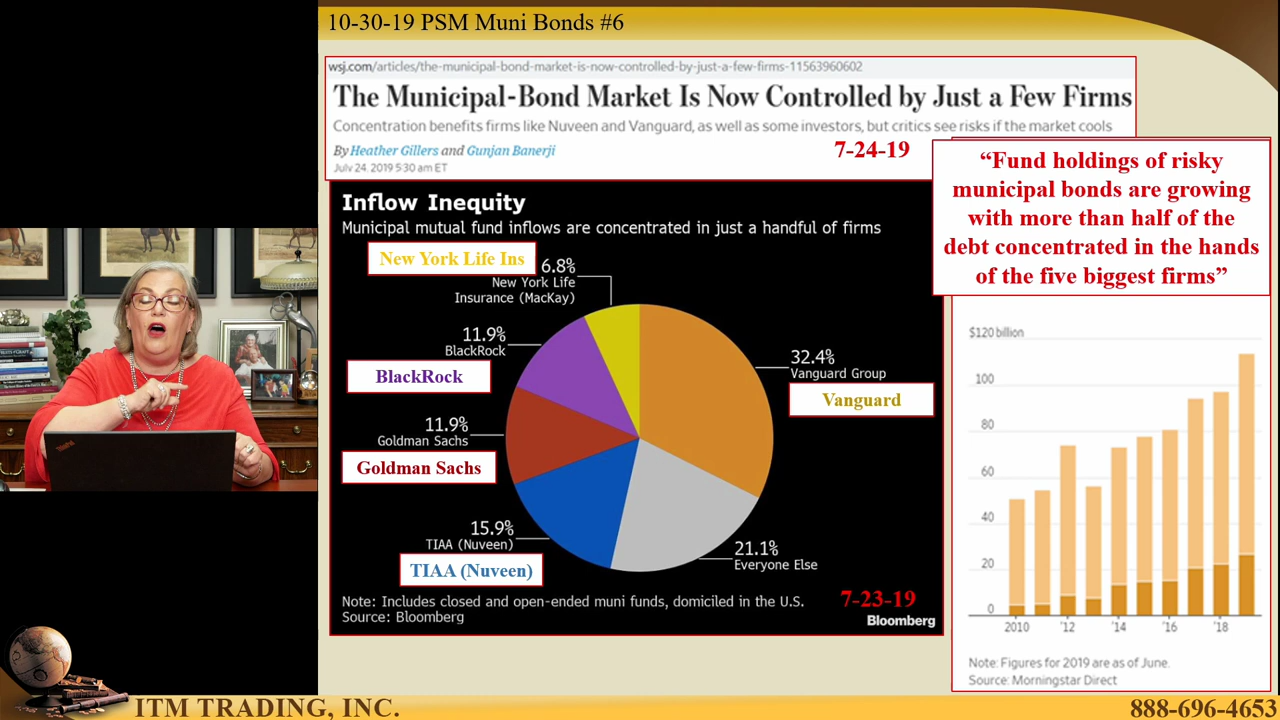 10-30-19 PSM Muni Bonds #6
wsj.com/articles/the-municipal-bond-market-is-now-controlled-by-just-a-few-firms-11563960602
The Municipal-Bond Market Is Now Controlled by Just a Few Firms
Concentration benefits firms like Nuveen and Vanguard, as well as some investors, but critics see risks if the market cools
By Heather Gillers and Gunjan Banerji
July 24, 2019 5:30 am ET
7-24-19
“Fund holdings of risky
municipal bonds are growing
with more than half of the
debt concentrated in the hands
of the five biggest firms”
Inflow Inequity
Municipal mutual fund inflows are concentrated in just a handful of firms
New York Life Ins
6.8%
New York Life
Insurance (MacKay)
11.9%
BlackRock
BlackRock
32.4%
Vanguard Group
Vanguard
11.9%
Goldman Sachs
Goldman Sachs
15.9%
TIAA (Nuveen)
TIAA (Nuveen)
21.1%
Everyone Else
Note: Includes closed and open-ended muni funds, domiciled in the U.S.
Source: Bloomberg
7-23-19
Bloomberg
$120 billion
100
80
60
40
20
0
2010 '12 '14 '16 '18
Note: Figures for 2019 are as of June.
Source: Morningstar Direct
ITM TRADING, INC.
888-696-4653